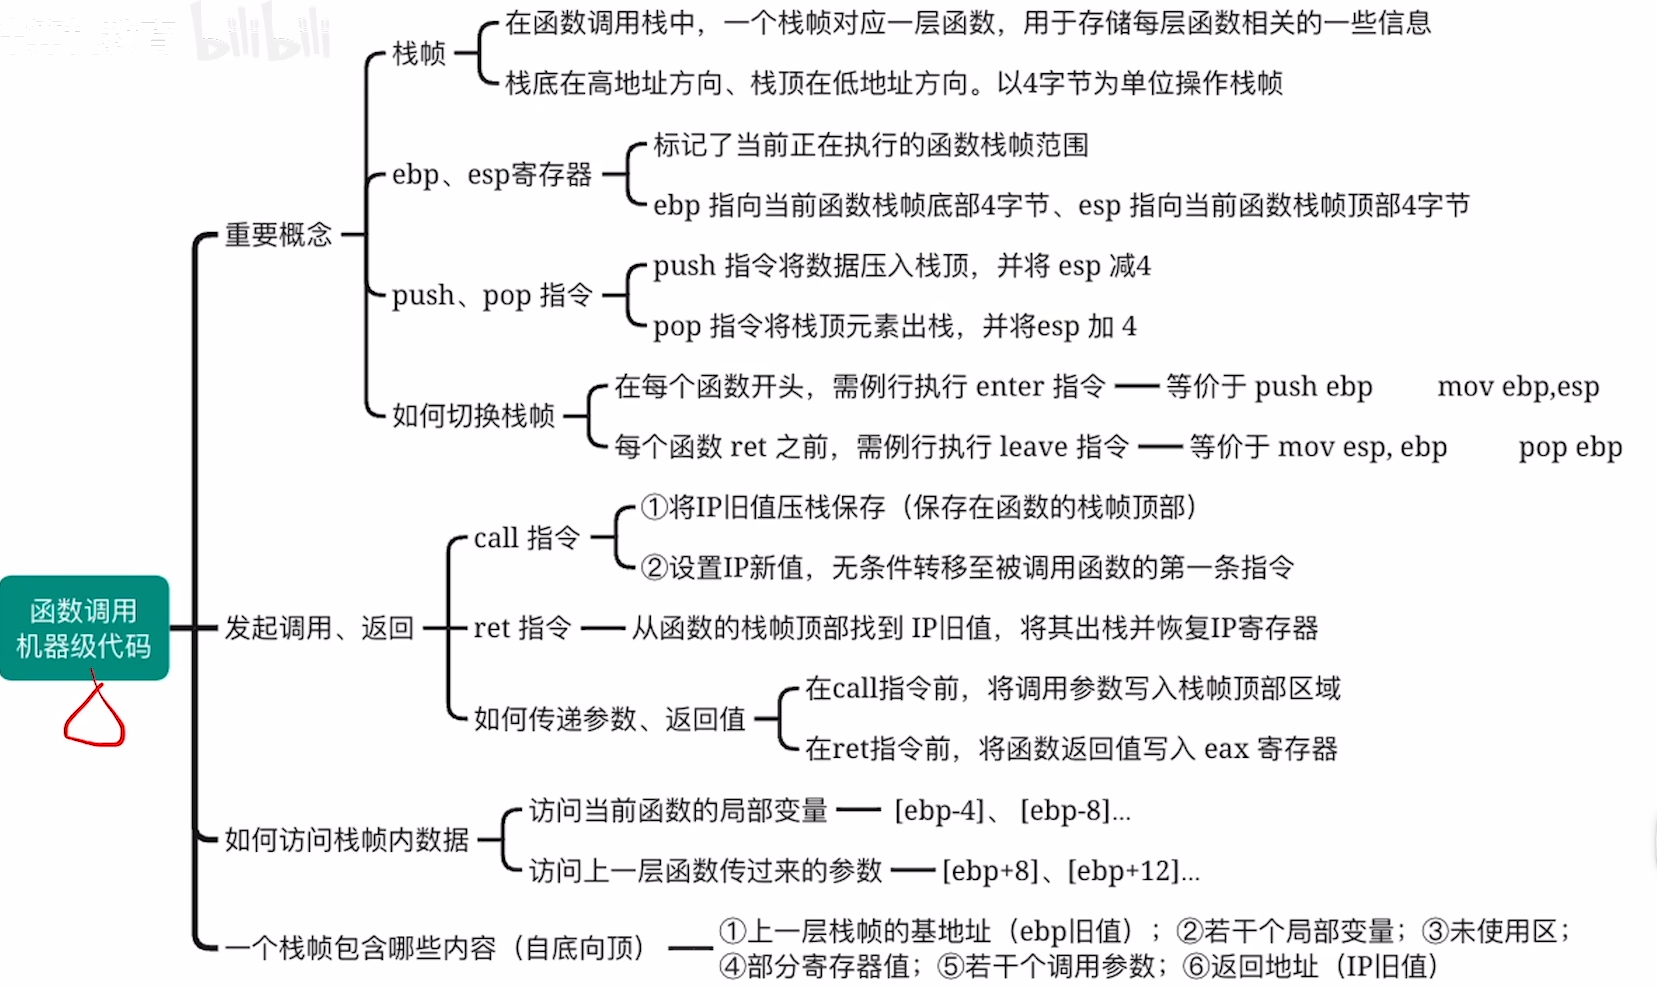 bilibili
栈帧
在函数调用栈中，一个栈帧对应一层函数，用于存储每层函数相关的一些信息
栈底在高地址方向、栈顶在低地址方向。以4字节为单位操作栈帧
ebp、esp寄存器
标记了当前正在执行的函数栈帧范围
ebp 指向当前函数栈帧底部4字节、esp 指向当前函数栈帧顶部4字节
重要概念
push、pop 指令
push 指令将数据压入栈顶，并将 esp 减4
pop 指令将栈顶元素出栈，并将esp 加 4
如何切换栈帧
在每个函数开头，需例行执行 enter 指令 等价于 push ebp mov ebp,esp
每个函数 ret 之前，需例行执行 leave 指令 等价于 mov esp, ebp pop ebp
函数调用
机器级代码
发起调用、返回
call 指令
①将IP旧值压栈保存（保存在函数的栈帧顶部）
②设置IP新值，无条件转移至被调用函数的第一条指令
ret 指令 从函数的栈帧顶部找到 IP旧值，将其出栈并恢复IP寄存器
如何传递参数、返回值
在call指令前，将调用参数写入栈帧顶部区域
在ret指令前，将函数返回值写入 eax 寄存器
如何访问栈帧内数据
访问当前函数的局部变量 [ebp-4]、 [ebp-8]...
访问上一层函数传过来的参数 [ebp+8]、[ebp+12]...
一个栈帧包含哪些内容（自底向顶）
①上一层栈帧的基地址（ebp旧值）；②若干个局部变量；③未使用区；
④部分寄存器值；⑤若干个调用参数；⑥返回地址（IP旧值）